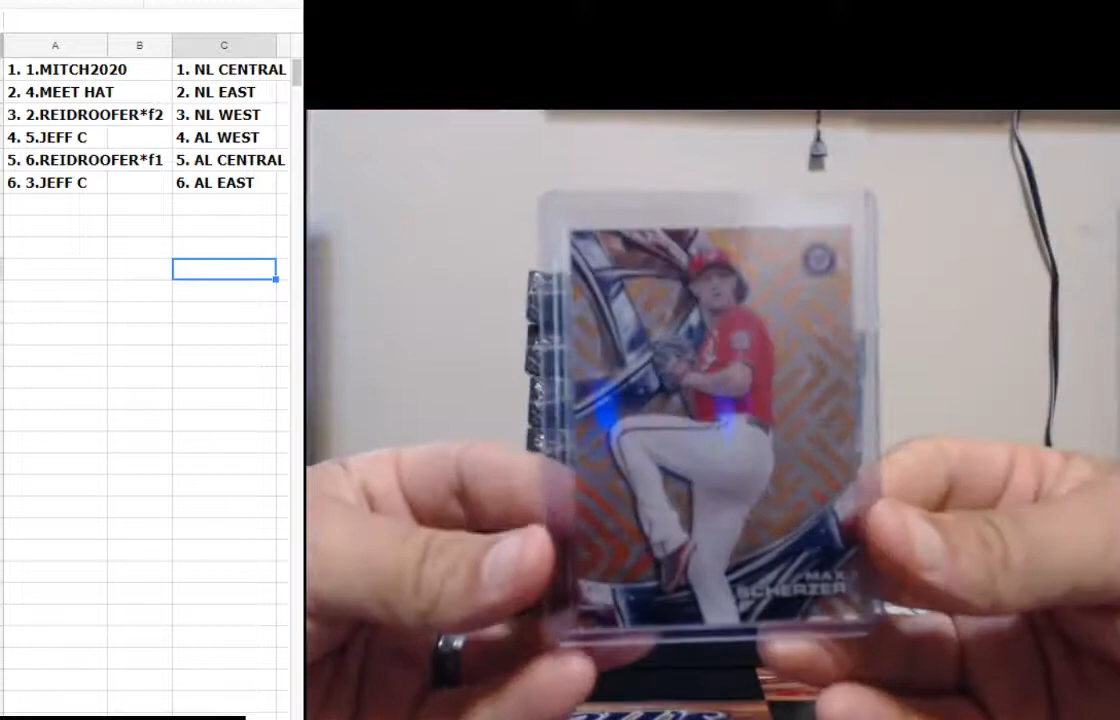 A B C
1. 1.MITCH2020 1. NL CENTRAL
2. 4.MEET HAT 2. NL EAST
3. 2.REIDROOFER*f2 3. NL WEST
4. 5.JEFF C 4. AL WEST
5. 6.REIDROOFER*f1 5. AL CENTRAL
6. 3.JEFF C 6. AL EAST
MAX
SCHERZER